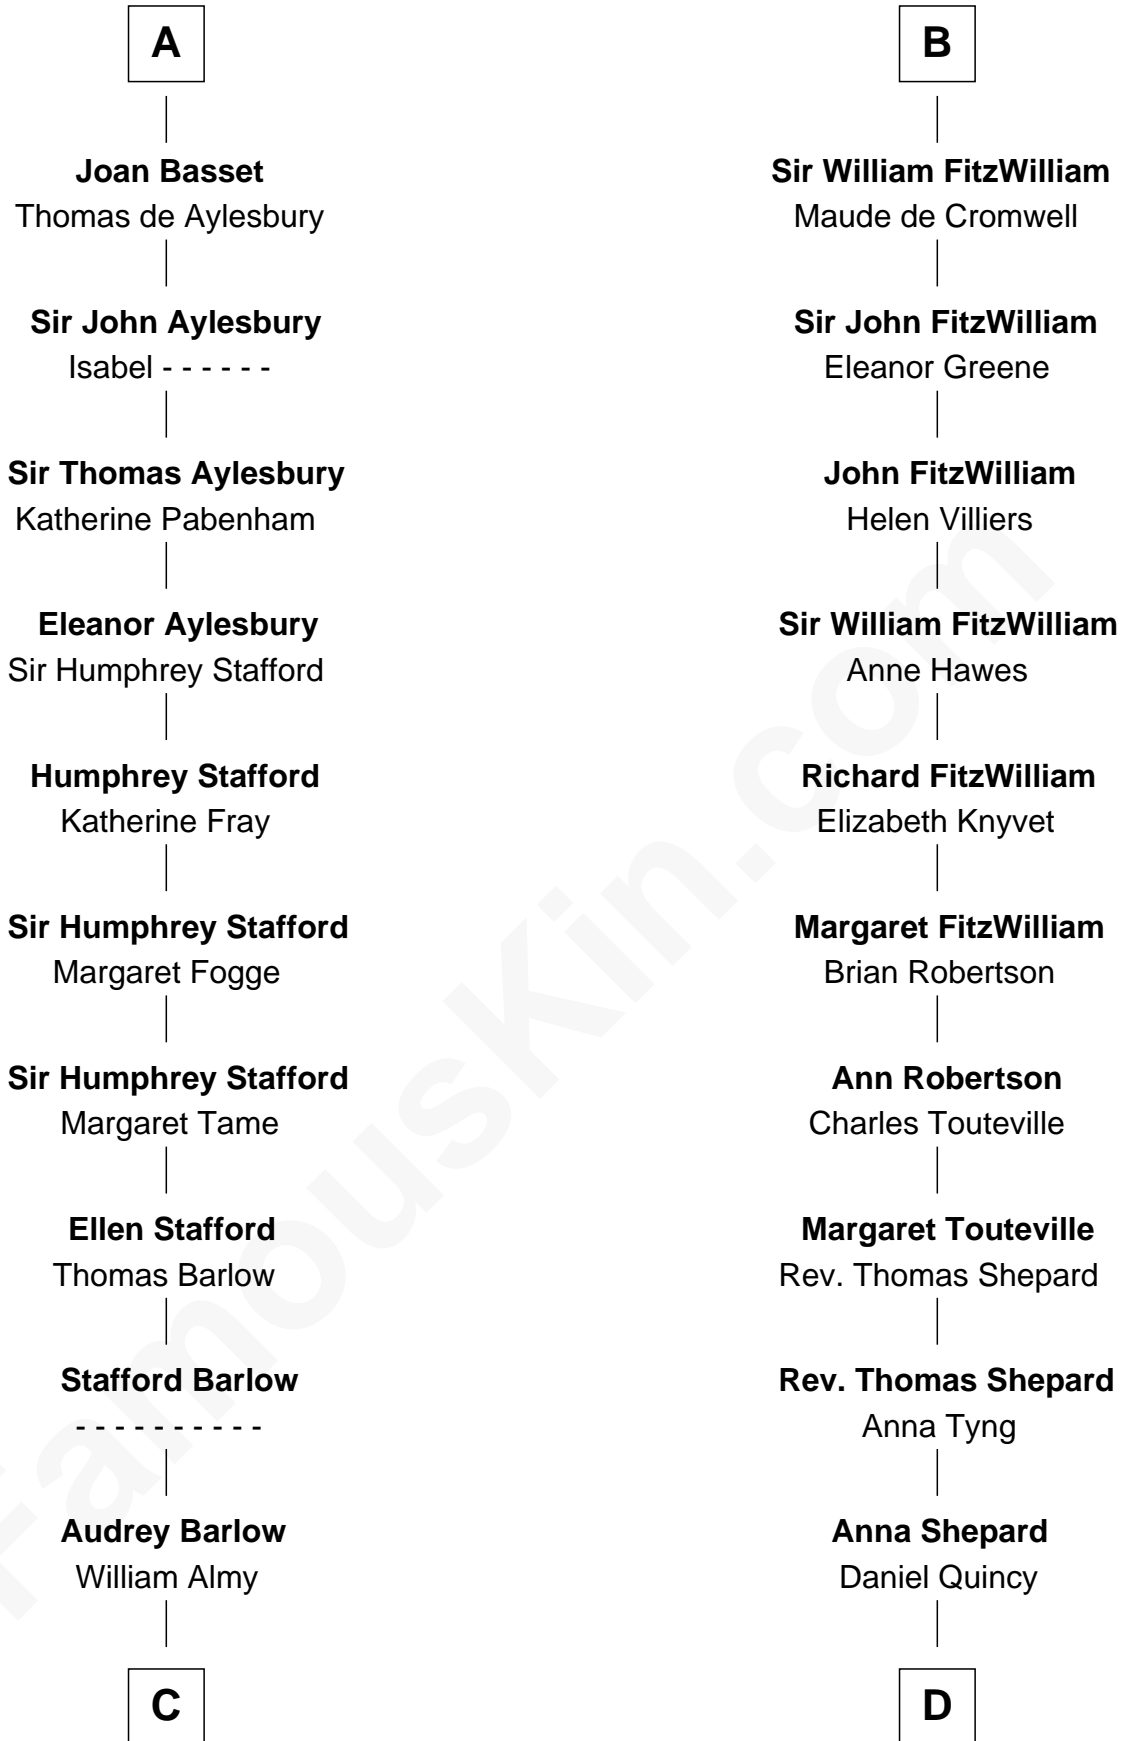 A
Joan Basset
Thomas de Aylesbury
Sir John Aylesbury
Isabel - - - - - -
Sir Thomas Aylesbury
Katherine Pabenham
Eleanor Aylesbury
Sir Humphrey Stafford
Humphrey Stafford
Katherine Fray
Sir Humphrey Stafford
Margaret Fogge
Sir Humphrey Stafford
Margaret Tame
Ellen Stafford
Thomas Barlow
Stafford Barlow
- - - - - - - - - -
Audrey Barlow
William Almy
C
B
Sir William FitzWilliam
Maude de Cromwell
Sir John FitzWilliam
Eleanor Greene
John FitzWilliam
Helen Villiers
Sir William FitzWilliam
Anne Hawes
Richard FitzWilliam
Elizabeth Knyvet
Margaret FitzWilliam
Brian Robertson
Ann Robertson
Charles Touteville
Margaret Touteville
Rev. Thomas Shepard
Rev. Thomas Shepard
Anna Tyng
Anna Shepard
Daniel Quincy
D
FamousKin.com